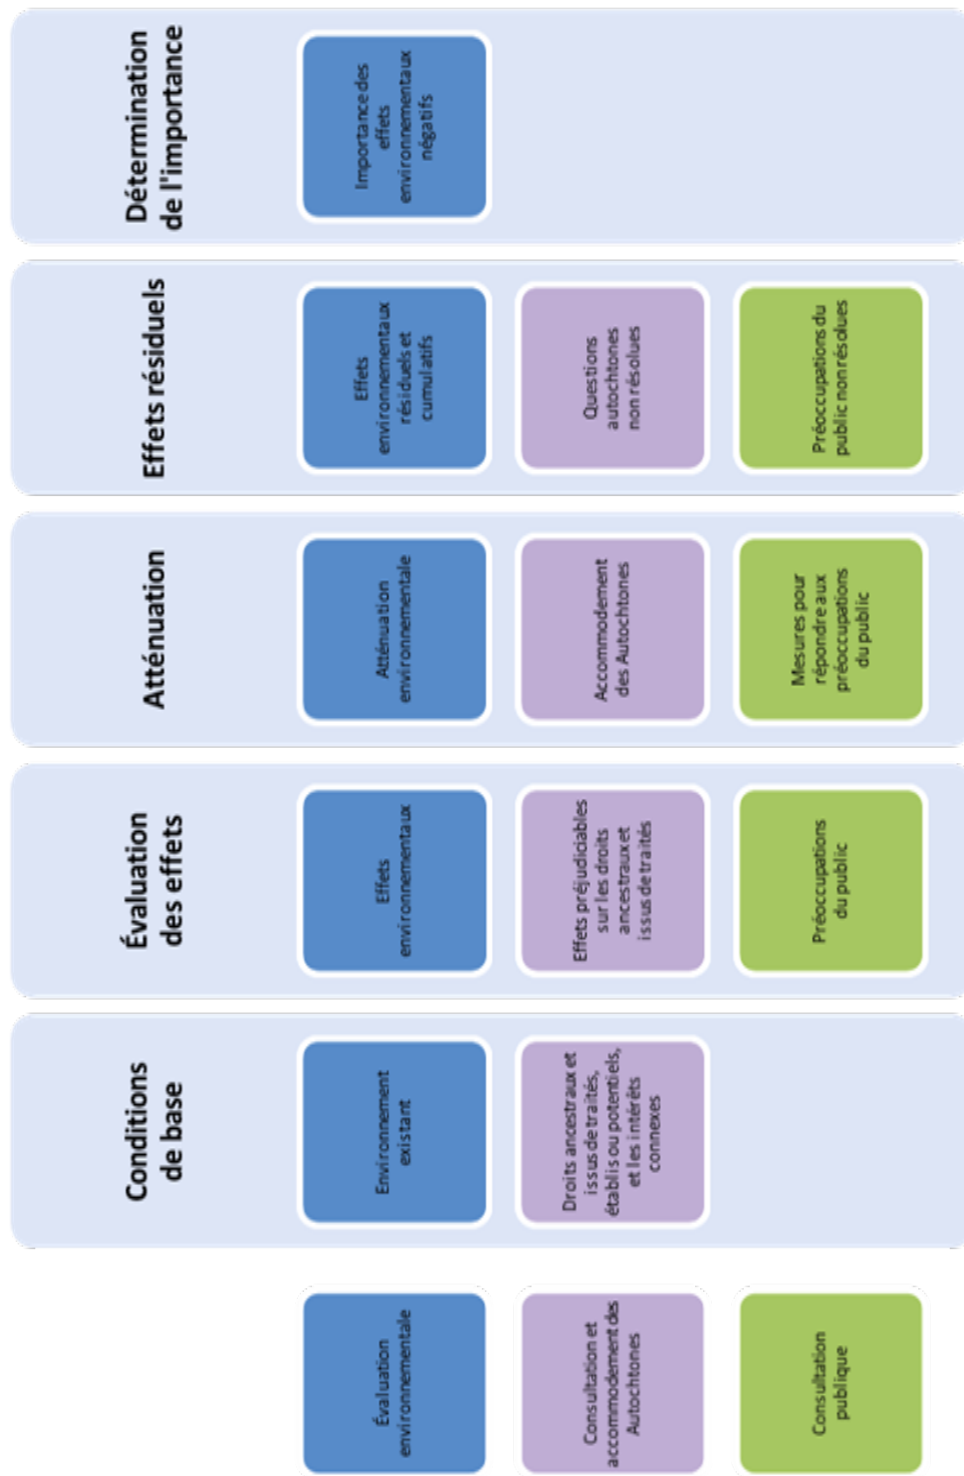 Conditions
de base
Évaluation
des effets
Atténuation
Effets résiduels
Détermination
de l'importance
Évaluation
environnementale
Environnement
existant
Effets
environnementaux
Atténuation
environnementale
Effets
environnementaux
résiduels et
cumulatifs
Importance des
effets
environnementaux
négatifs
Consultation et
accommodement des
Autochtones
Droits ancestraux et
issus de traités,
établis ou potentiels,
et les intérêts
connexes
Effets préjudiciables
sur les droits
ancestraux et
issus de traités
Accommodement
des Autochtones
Questions
autochtones
non résolues
Consultation
publique
Préoccupations
du public
Mesures pour
répondre aux
préoccupations
du public
Préoccupations du
public non résolues